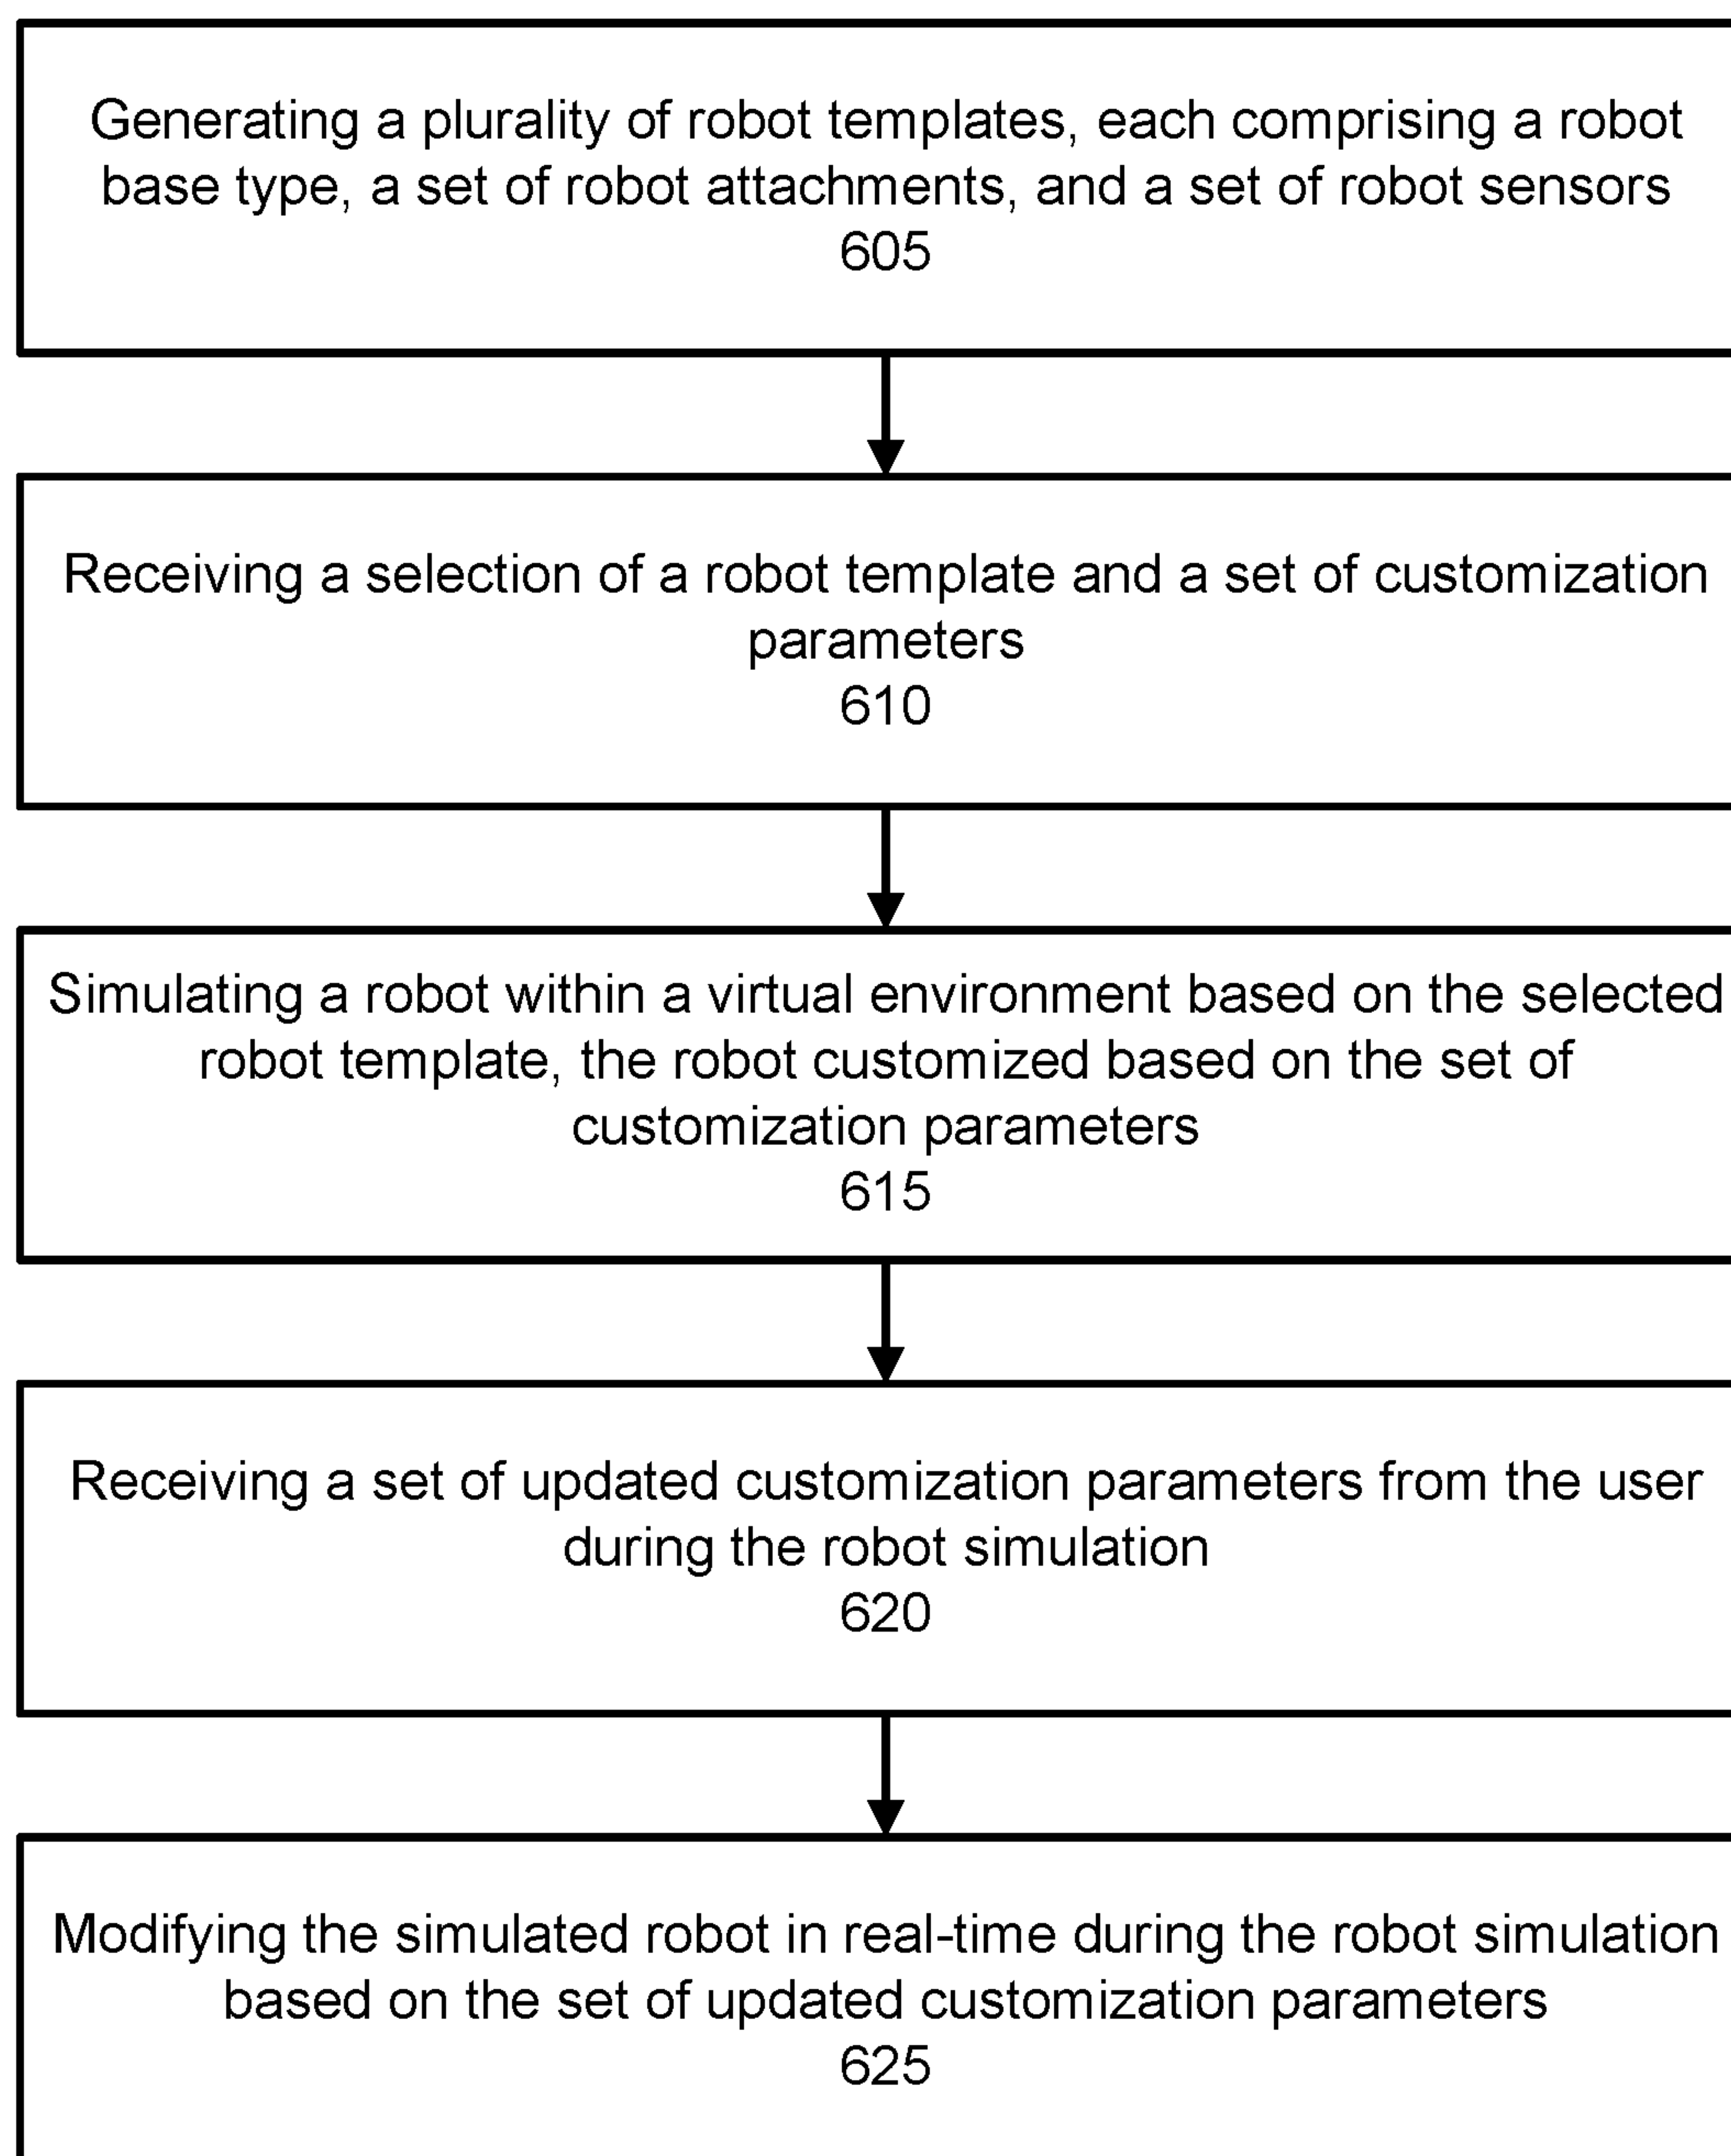 Generating a plurality of robot templates, each comprising a robot
base type, a set of robot attachments, and a set of robot sensors
605
Receiving a selection of a robot template and a set of customization
parameters
610
Simulating a robot within a virtual environment based on the selected
robot template, the robot customized based on the set of
customization parameters
615
Receiving a set of updated customization parameters from the user
during the robot simulation
620
Modifying the simulated robot in real-time during the robot simulation
based on the set of updated customization parameters
625